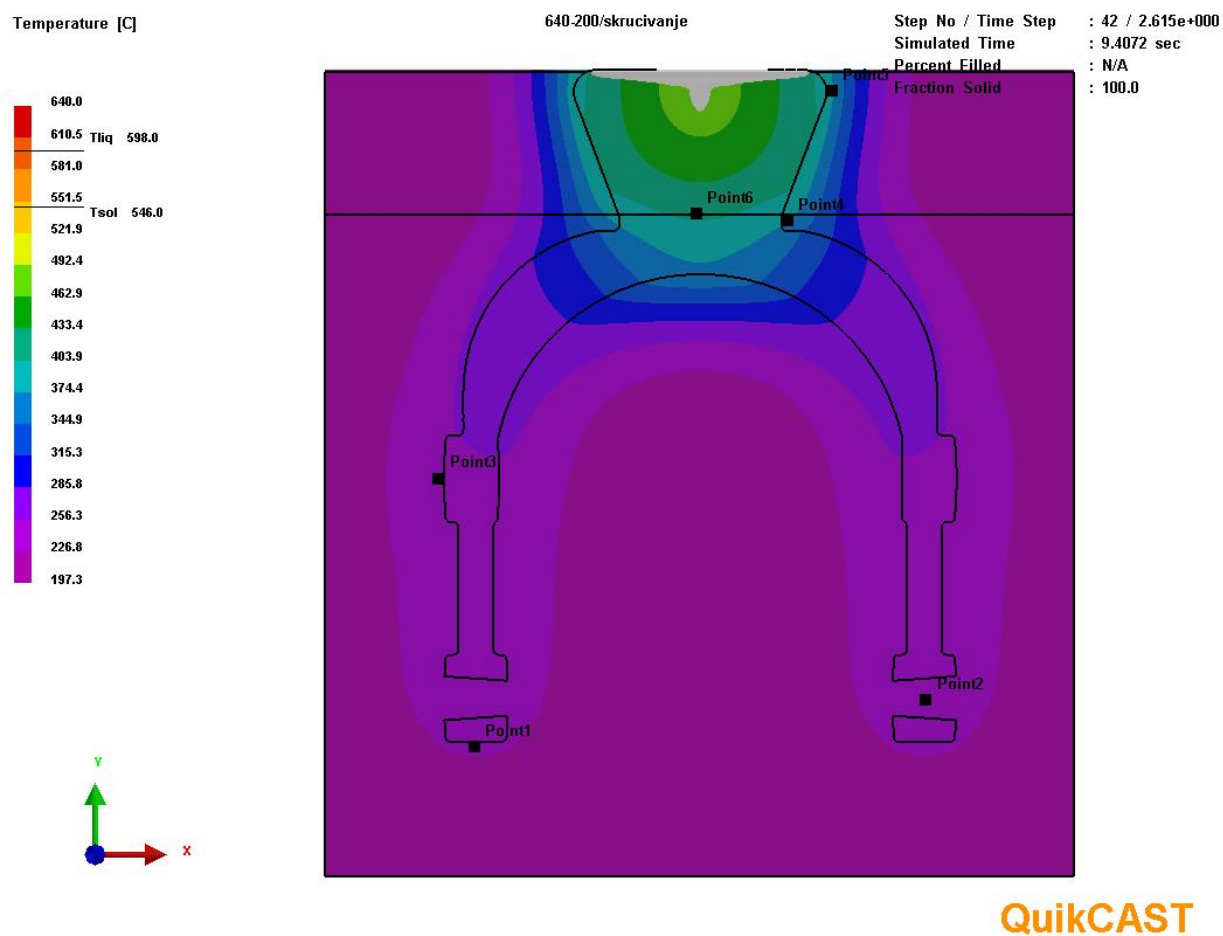 Temperature [C]
640-200/skrucivanje
Step No / Time Step : 42 / 2.615e+000
Simulated Time : 9.4072 sec
Percent Filled : N/A
Fraction Solid : 100.0
640.0
610.5
Tliq 598.0
581.0
551.5
Tsol 546.0
521.9
492.4
462.9
433.4
403.9
374.4
344.9
315.3
285.8
256.3
226.8
197.3
Point5
Point6
Point4
Point3
Point2
Point1
Y
X
QuikCAST